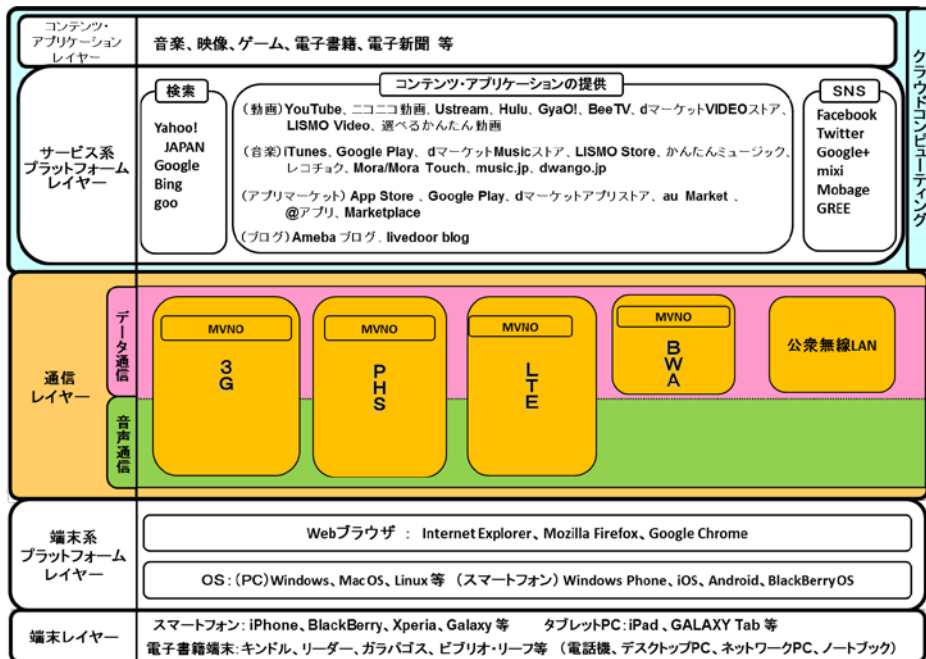 コンテンツ・
アプリケーション
レイヤー
音楽、映像、ゲーム、電子書籍、電子新聞 等
クラウドコンピューティング
サービス系
プラットフォーム
レイヤー
検索
Yahoo!
JAPAN
Google
Bing
goo
コンテンツ・アプリケーションの提供
(動画)YouTube、ニコニコ動画、Ustream、Hulu、GyaO!、BeeTV、dマーケットVIDEOストア、
LISMO Video、選べるかんたん動画
(音楽)iTunes、Google Play、dマーケットMusicストア、LISMO Store、かんたんミュージック、
レコチョク、Mora/Mora Touch、music.jp、dwango.jp
(アプリマーケット) App Store 、Google Play、dマーケットアプリストア、au Market 、
@アプリ、Marketplace
(ブログ)Ameba ブログ、livedoor blog
SNS
Facebook
Twitter
Google+
mixi
Mobage
GREE
通信
レイヤー
データ通信
音声通信
MVNO
3G
MVNO
PHS
MVNO
LTE
MVNO
BWA
公衆無線LAN
端末系
プラットフォーム
レイヤー
Webブラウザ : Internet Explorer、Mozilla Firefox、Google Chrome
OS:(PC)Windows、MacOS、Linux 等 (スマートフォン) Windows Phone、iOS、Android、BlackBerryOS
端末レイヤー
スマートフォン:iPhone、BlackBerry、Xperia、Galaxy 等 タブレットPC:iPad、GALAXY Tab 等
電子書籍端末:キンドル、リーダー、ガラパゴス、ビブリオ・リーフ等 (電話機、デスクトップPC、ネットワークPC、ノートブック)